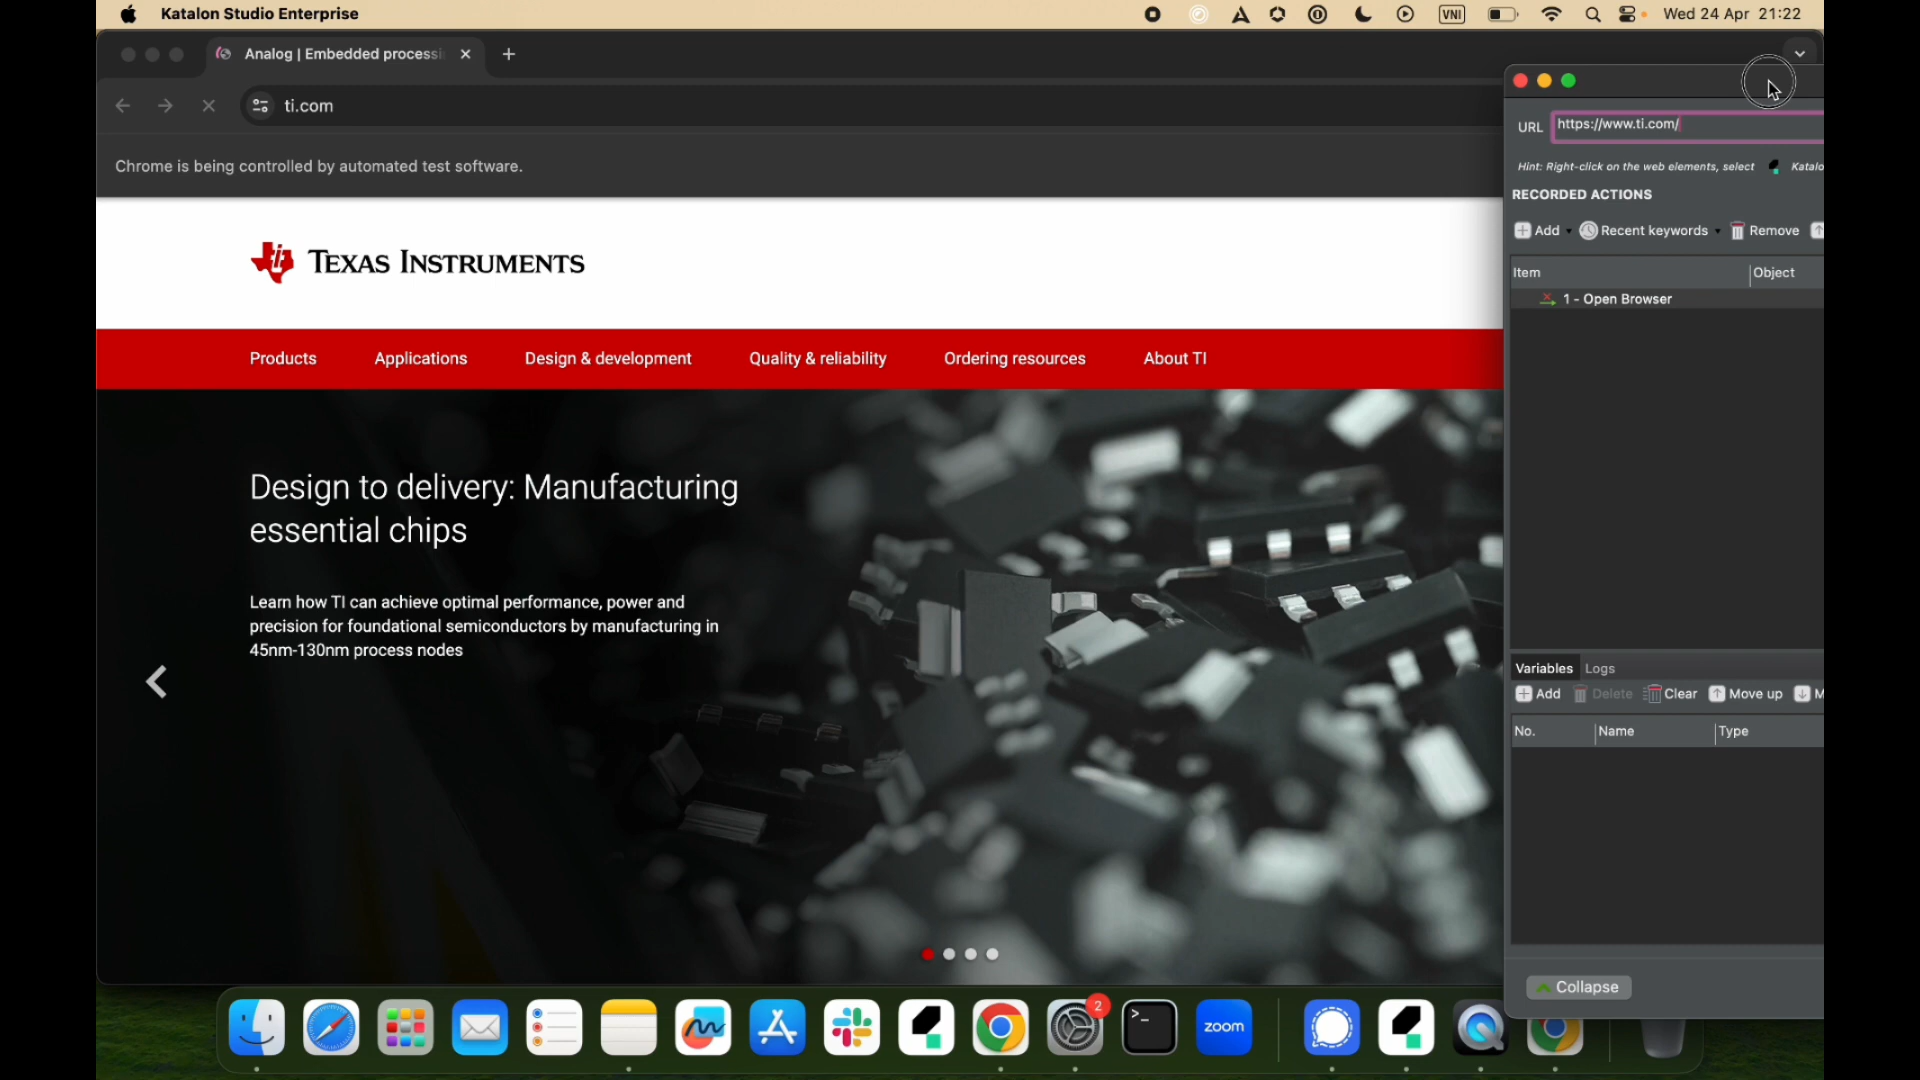 Katalon Studio Enterprise
VNI
Wed 24 Apr 21:22
Analog | Embedded processi
ti.com
Chrome is being controlled by automated test software.
TEXAS INSTRUMENTS
Products Applications Design & development Quality & reliability Ordering resources About TI
Design to delivery: Manufacturing
essential chips
Learn how TI can achieve optimal performance, power and
precision for foundational semiconductors by manufacturing in
45nm-130nm process nodes
URL https://www.ti.com/
Hint: Right-click on the web elements, select Katalo
RECORDED ACTIONS
Add Recent keywords Remove
Item Object
1 - Open Browser
Variables Logs
Add Delete Clear Move up M
No. Name Type
Collapse
2
zoom